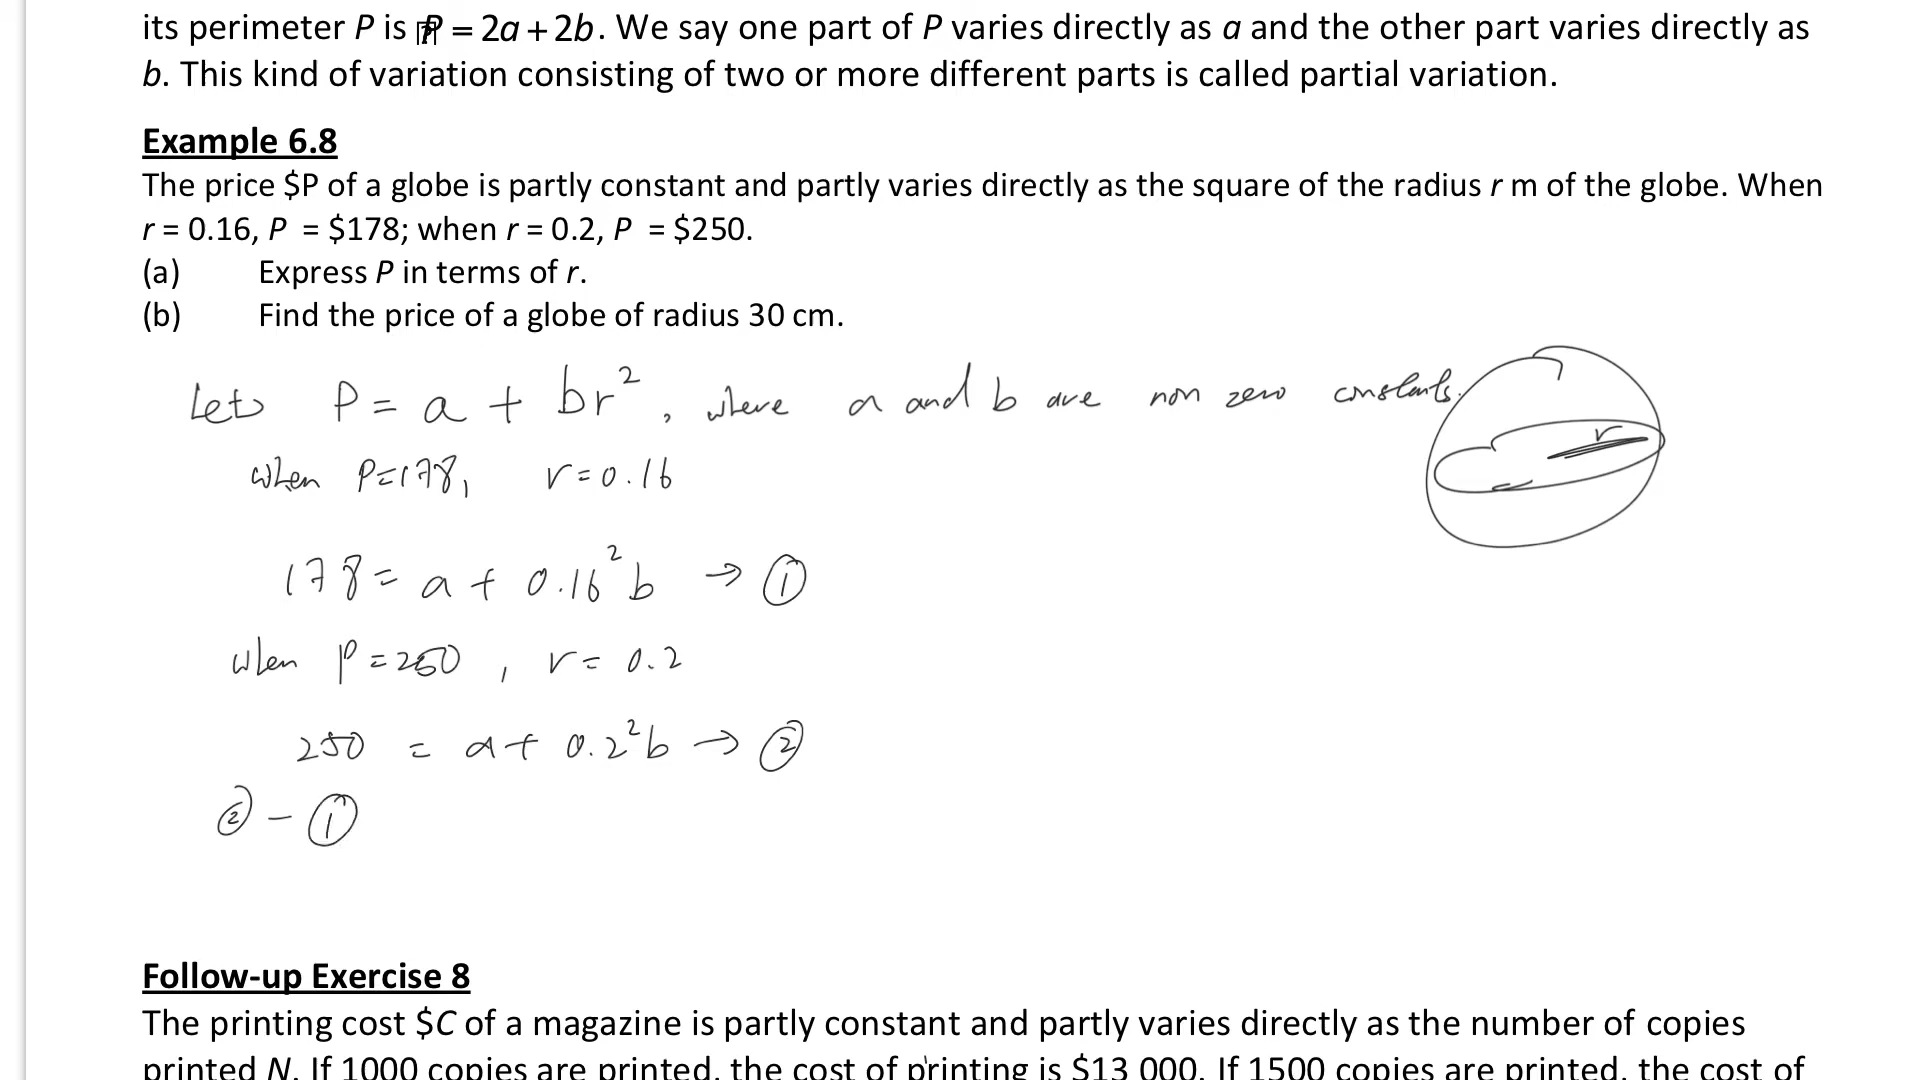 its perimeter P is P = 2a + 2b. We say one part of P varies directly as a and the other part varies directly as
b. This kind of variation consisting of two or more different parts is called partial variation.
Example 6.8
The price $P of a globe is partly constant and partly varies directly as the square of the radius r m of the globe. When
r = 0.16, P = $178; when r = 0.2, P = $250.
(a) Express P in terms of r.
(b) Find the price of a globe of radius 30 cm.
Let P = a + br², where a and b are non zero constants.
r
when P=178, r=0.16
178 = a + 0.16²b → ①
when P=250, r= 0.2
250 = a + 0.2²b → ②
② - ①
Follow-up Exercise 8
The printing cost $C of a magazine is partly constant and partly varies directly as the number of copies
printed N. If 1000 copies are printed, the cost of printing is $13 000. If 1500 copies are printed, the cost of